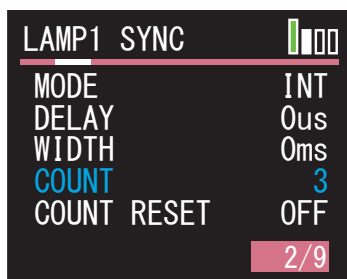 LAMP1 SYNC
MODE INT
DELAY 0us
WIDTH 0ms
COUNT 3
COUNT RESET OFF
2/9